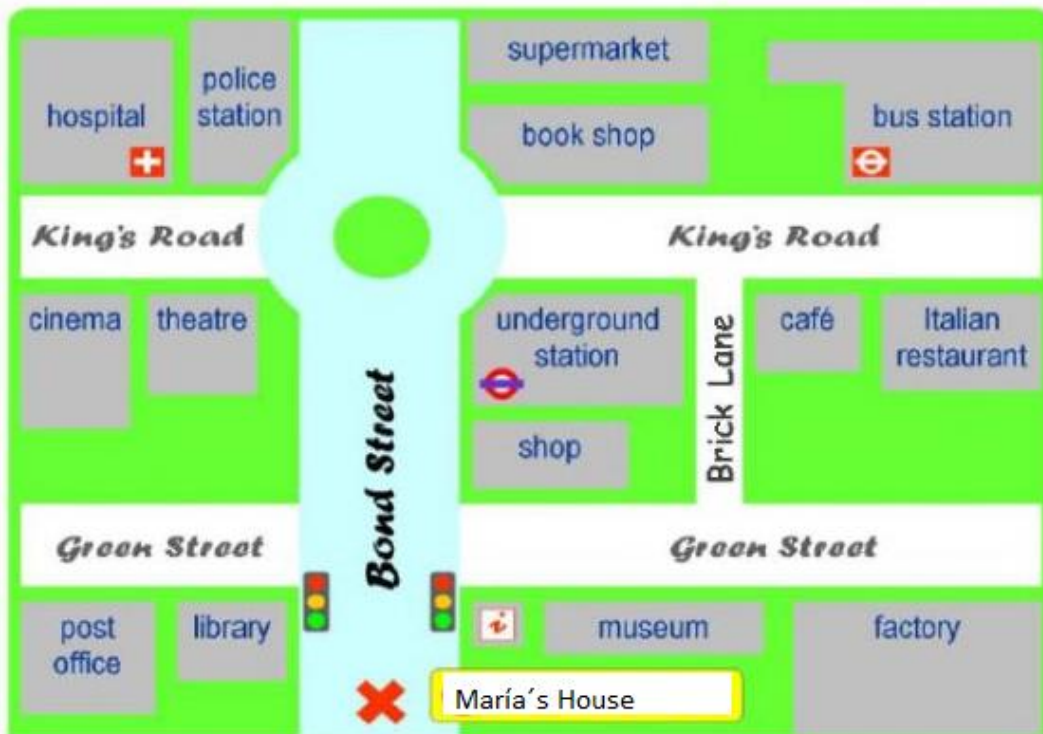 hospital
police
station
supermarket
book shop
bus station
King's Road
King's Road
cinema
theatre
Bond Street
underground
station
shop
Brick Lane
café
Italian
restaurant
Green Street
Green Street
post
office
library
i
museum
factory
María´s House